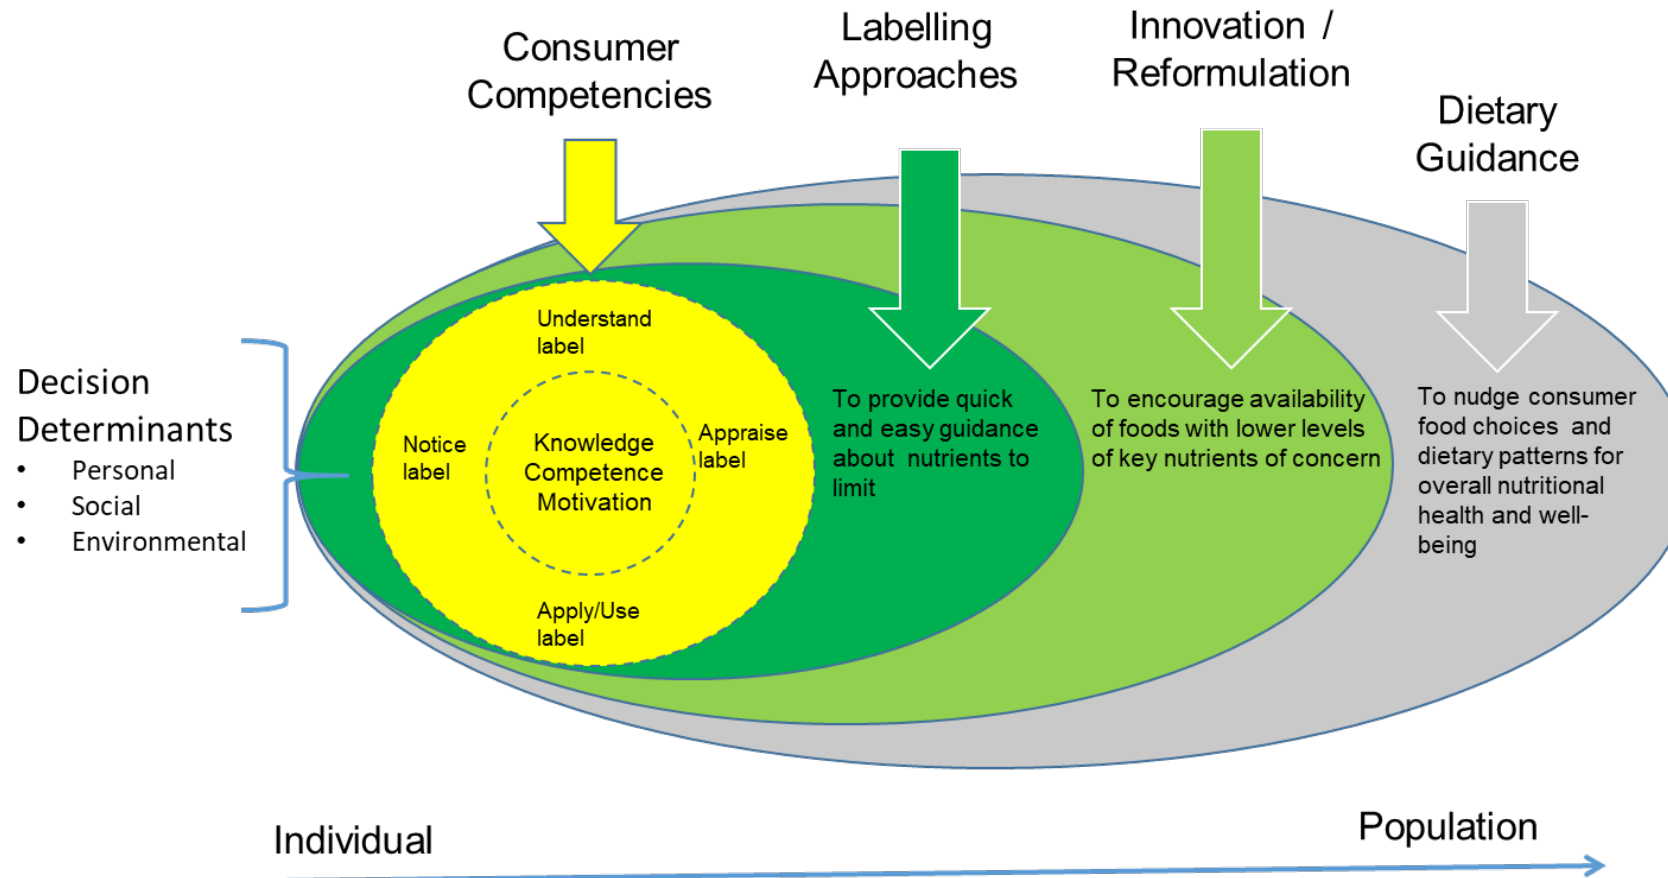 Consumer
Competencies
Labelling
Approaches
Innovation /
Reformulation
Dietary
Guidance
Decision
Determinants
• Personal
• Social
• Environmental
Understand
label
Notice
label
Knowledge
Competence
Motivation
Appraise
label
Apply/Use
label
To provide quick
and easy guidance
about nutrients to
limit
To encourage availability
of foods with lower levels
of key nutrients of concern
To nudge consumer
food choices and
dietary patterns for
overall nutritional
health and well-
being
Individual
Population